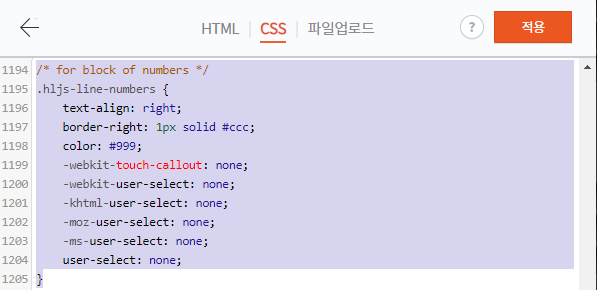 HTML | CSS | 파일업로드 ? 적용
1194 /* for block of numbers */
1195 .hljs-line-numbers {
1196 text-align: right;
1197 border-right: 1px solid #ccc;
1198 color: #999;
1199 -webkit-touch-callout: none;
1200 -webkit-user-select: none;
1201 -khtml-user-select: none;
1202 -moz-user-select: none;
1203 -ms-user-select: none;
1204 user-select: none;
1205 }